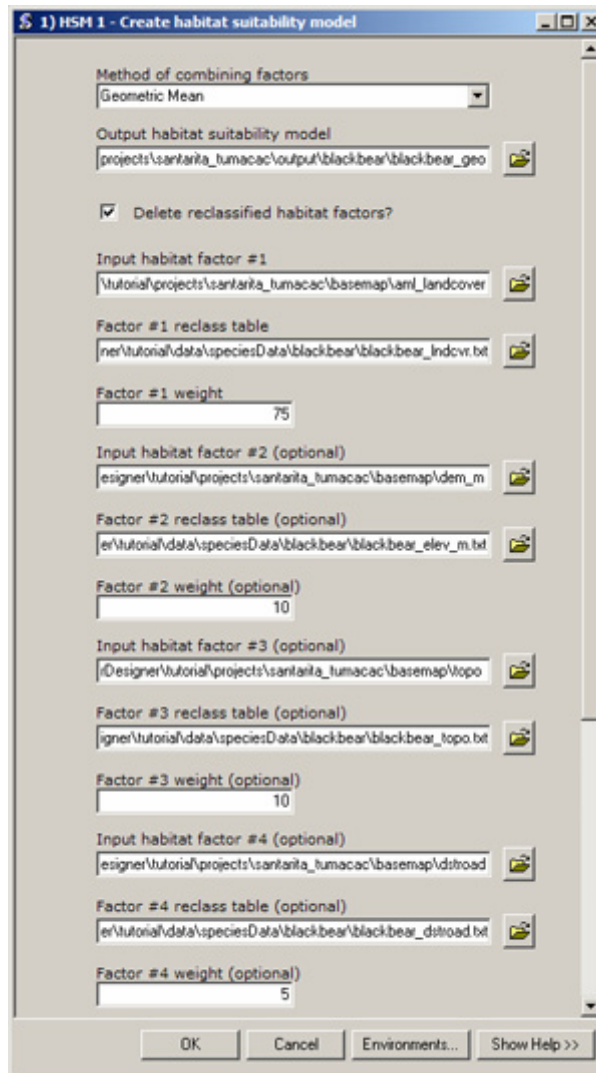 1) HSM 1 - Create habitat suitability model
Method of combining factors
Geometric Mean
Output habitat suitability model
projects\santarita_tumacac\output\blackbear\blackbear_geo
Delete reclassified habitat factors?
Input habitat factor #1
\tutorial\projects\santarita_tumacac\basemap\aml_landcover
Factor #1 reclass table
ner\tutorial\data\speciesData\blackbear\blackbear_lndcvr.txt
Factor #1 weight
75
Input habitat factor #2 (optional)
esigner\tutorial\projects\santarita_tumacac\basemap\dem_m
Factor #2 reclass table (optional)
er\tutorial\data\speciesData\blackbear\blackbear_elev_m.txt
Factor #2 weight (optional)
10
Input habitat factor #3 (optional)
rDesigner\tutorial\projects\santarita_tumacac\basemap\topo
Factor #3 reclass table (optional)
igner\tutorial\data\speciesData\blackbear\blackbear_topo.txt
Factor #3 weight (optional)
10
Input habitat factor #4 (optional)
esigner\tutorial\projects\santarita_tumacac\basemap\dstroad
Factor #4 reclass table (optional)
er\tutorial\data\speciesData\blackbear\blackbear_dstroad.txt
Factor #4 weight (optional)
5
OK Cancel Environments... Show Help >>